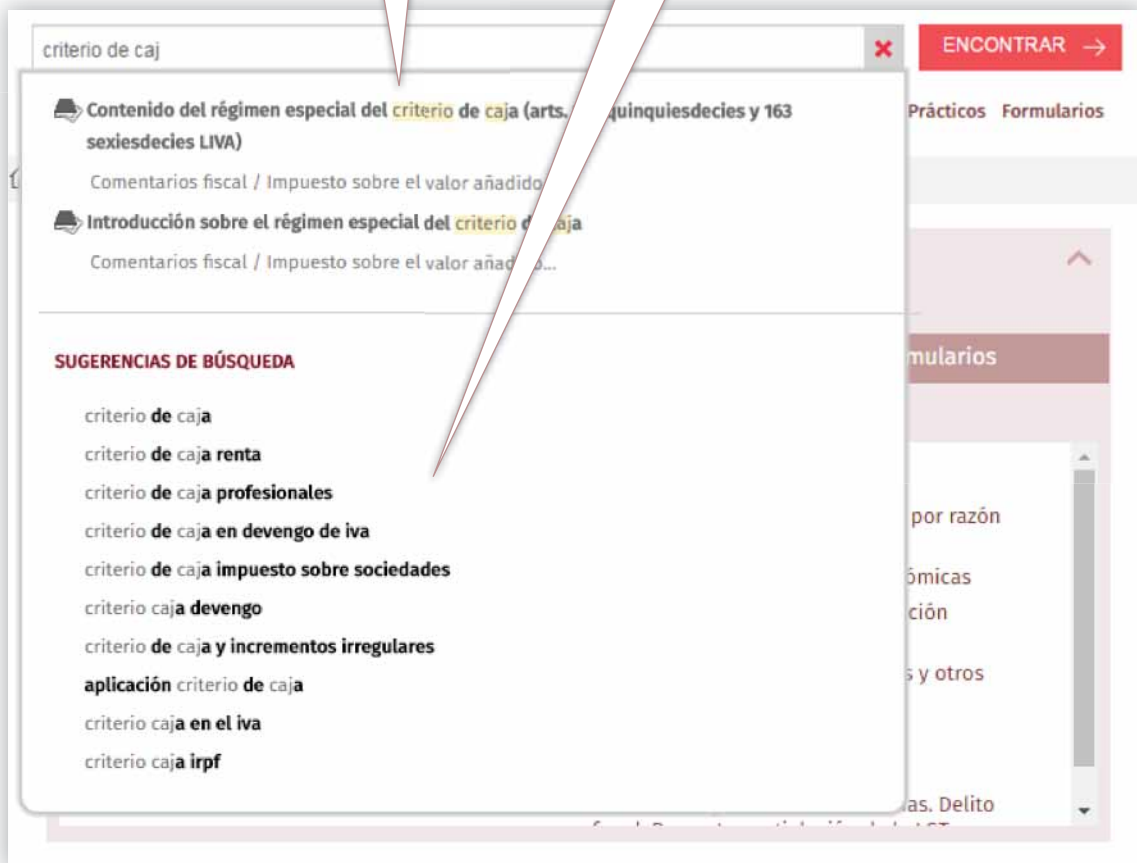 criterio de caj
ENCONTRAR
Contenido del régimen especial del criterio de caja (arts. quinquiesdecies y 163
sexiesdecies LIVA)
Prácticos Formularios
Comentarios fiscal / Impuesto sobre el valor añadido
Introducción sobre el régimen especial del criterio de caja
Comentarios fiscal / Impuesto sobre el valor añadido...
SUGERENCIAS DE BÚSQUEDA
mularios
criterio de caja
criterio de caja renta
criterio de caja profesionales
por razón
criterio de caja en devengo de iva
criterio de caja impuesto sobre sociedades
ómicas
criterio caja devengo
ción
criterio de caja y incrementos irregulares
s y otros
aplicación criterio de caja
criterio caja en el iva
criterio caja irpf
as. Delito